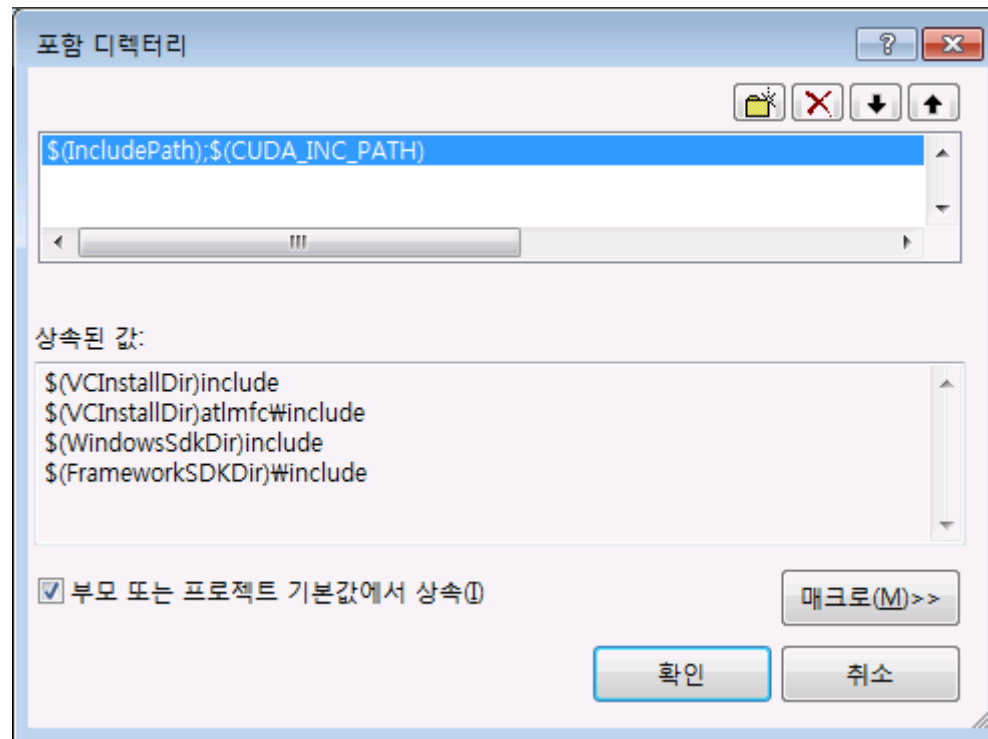 포함 디렉터리
$(IncludePath);$(CUDA_INC_PATH)
상속된 값:
$(VCInstallDir)include
$(VCInstallDir)atlmfc₩include
$(WindowsSdkDir)include
$(FrameworkSDKDir)₩include
부모 또는 프로젝트 기본값에서 상속(I)
매크로(M)>>
확인
취소